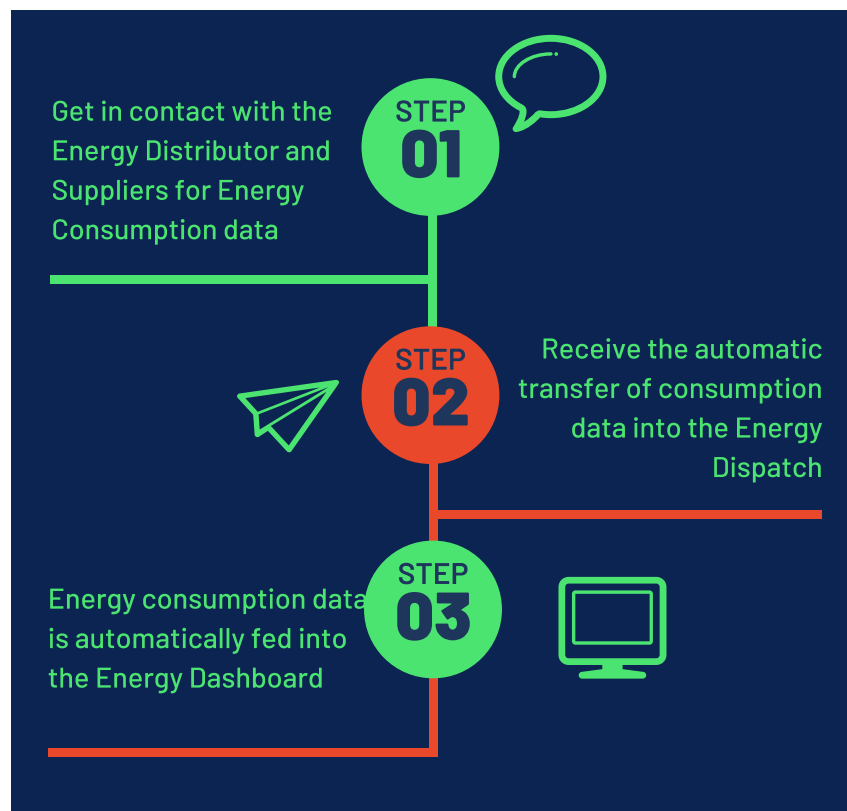 STEP
01
Get in contact with the
Energy Distributor and
Suppliers for Energy
Consumption data
STEP
02
Receive the automatic
transfer of consumption
data into the Energy
Dispatch
STEP
03
Energy consumption data
is automatically fed into
the Energy Dashboard